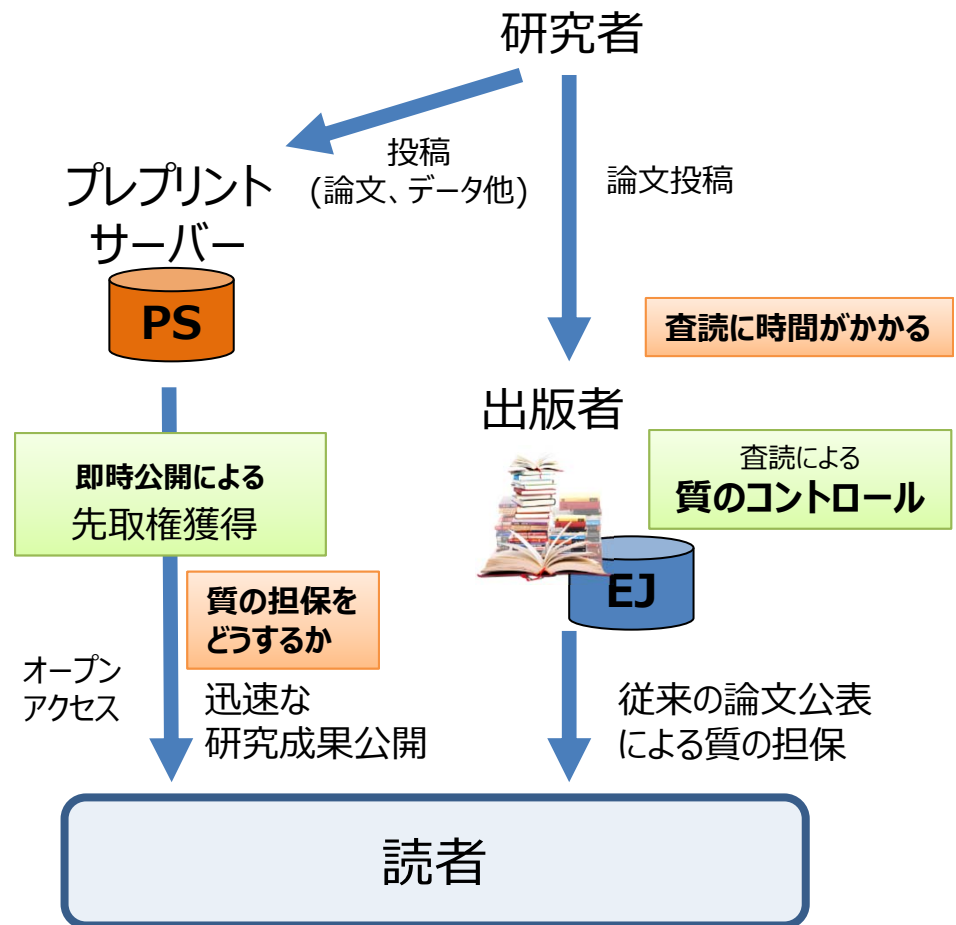 研究者
投稿
(論文、データ他)
論文投稿
プレプリント
サーバー
PS
査読に時間がかかる
出版者
即時公開による
先取権獲得
査読による
質のコントロール
EJ
質の担保を
どうするか
オープン
アクセス
迅速な
研究成果公開
従来の論文公表
による質の担保
読者